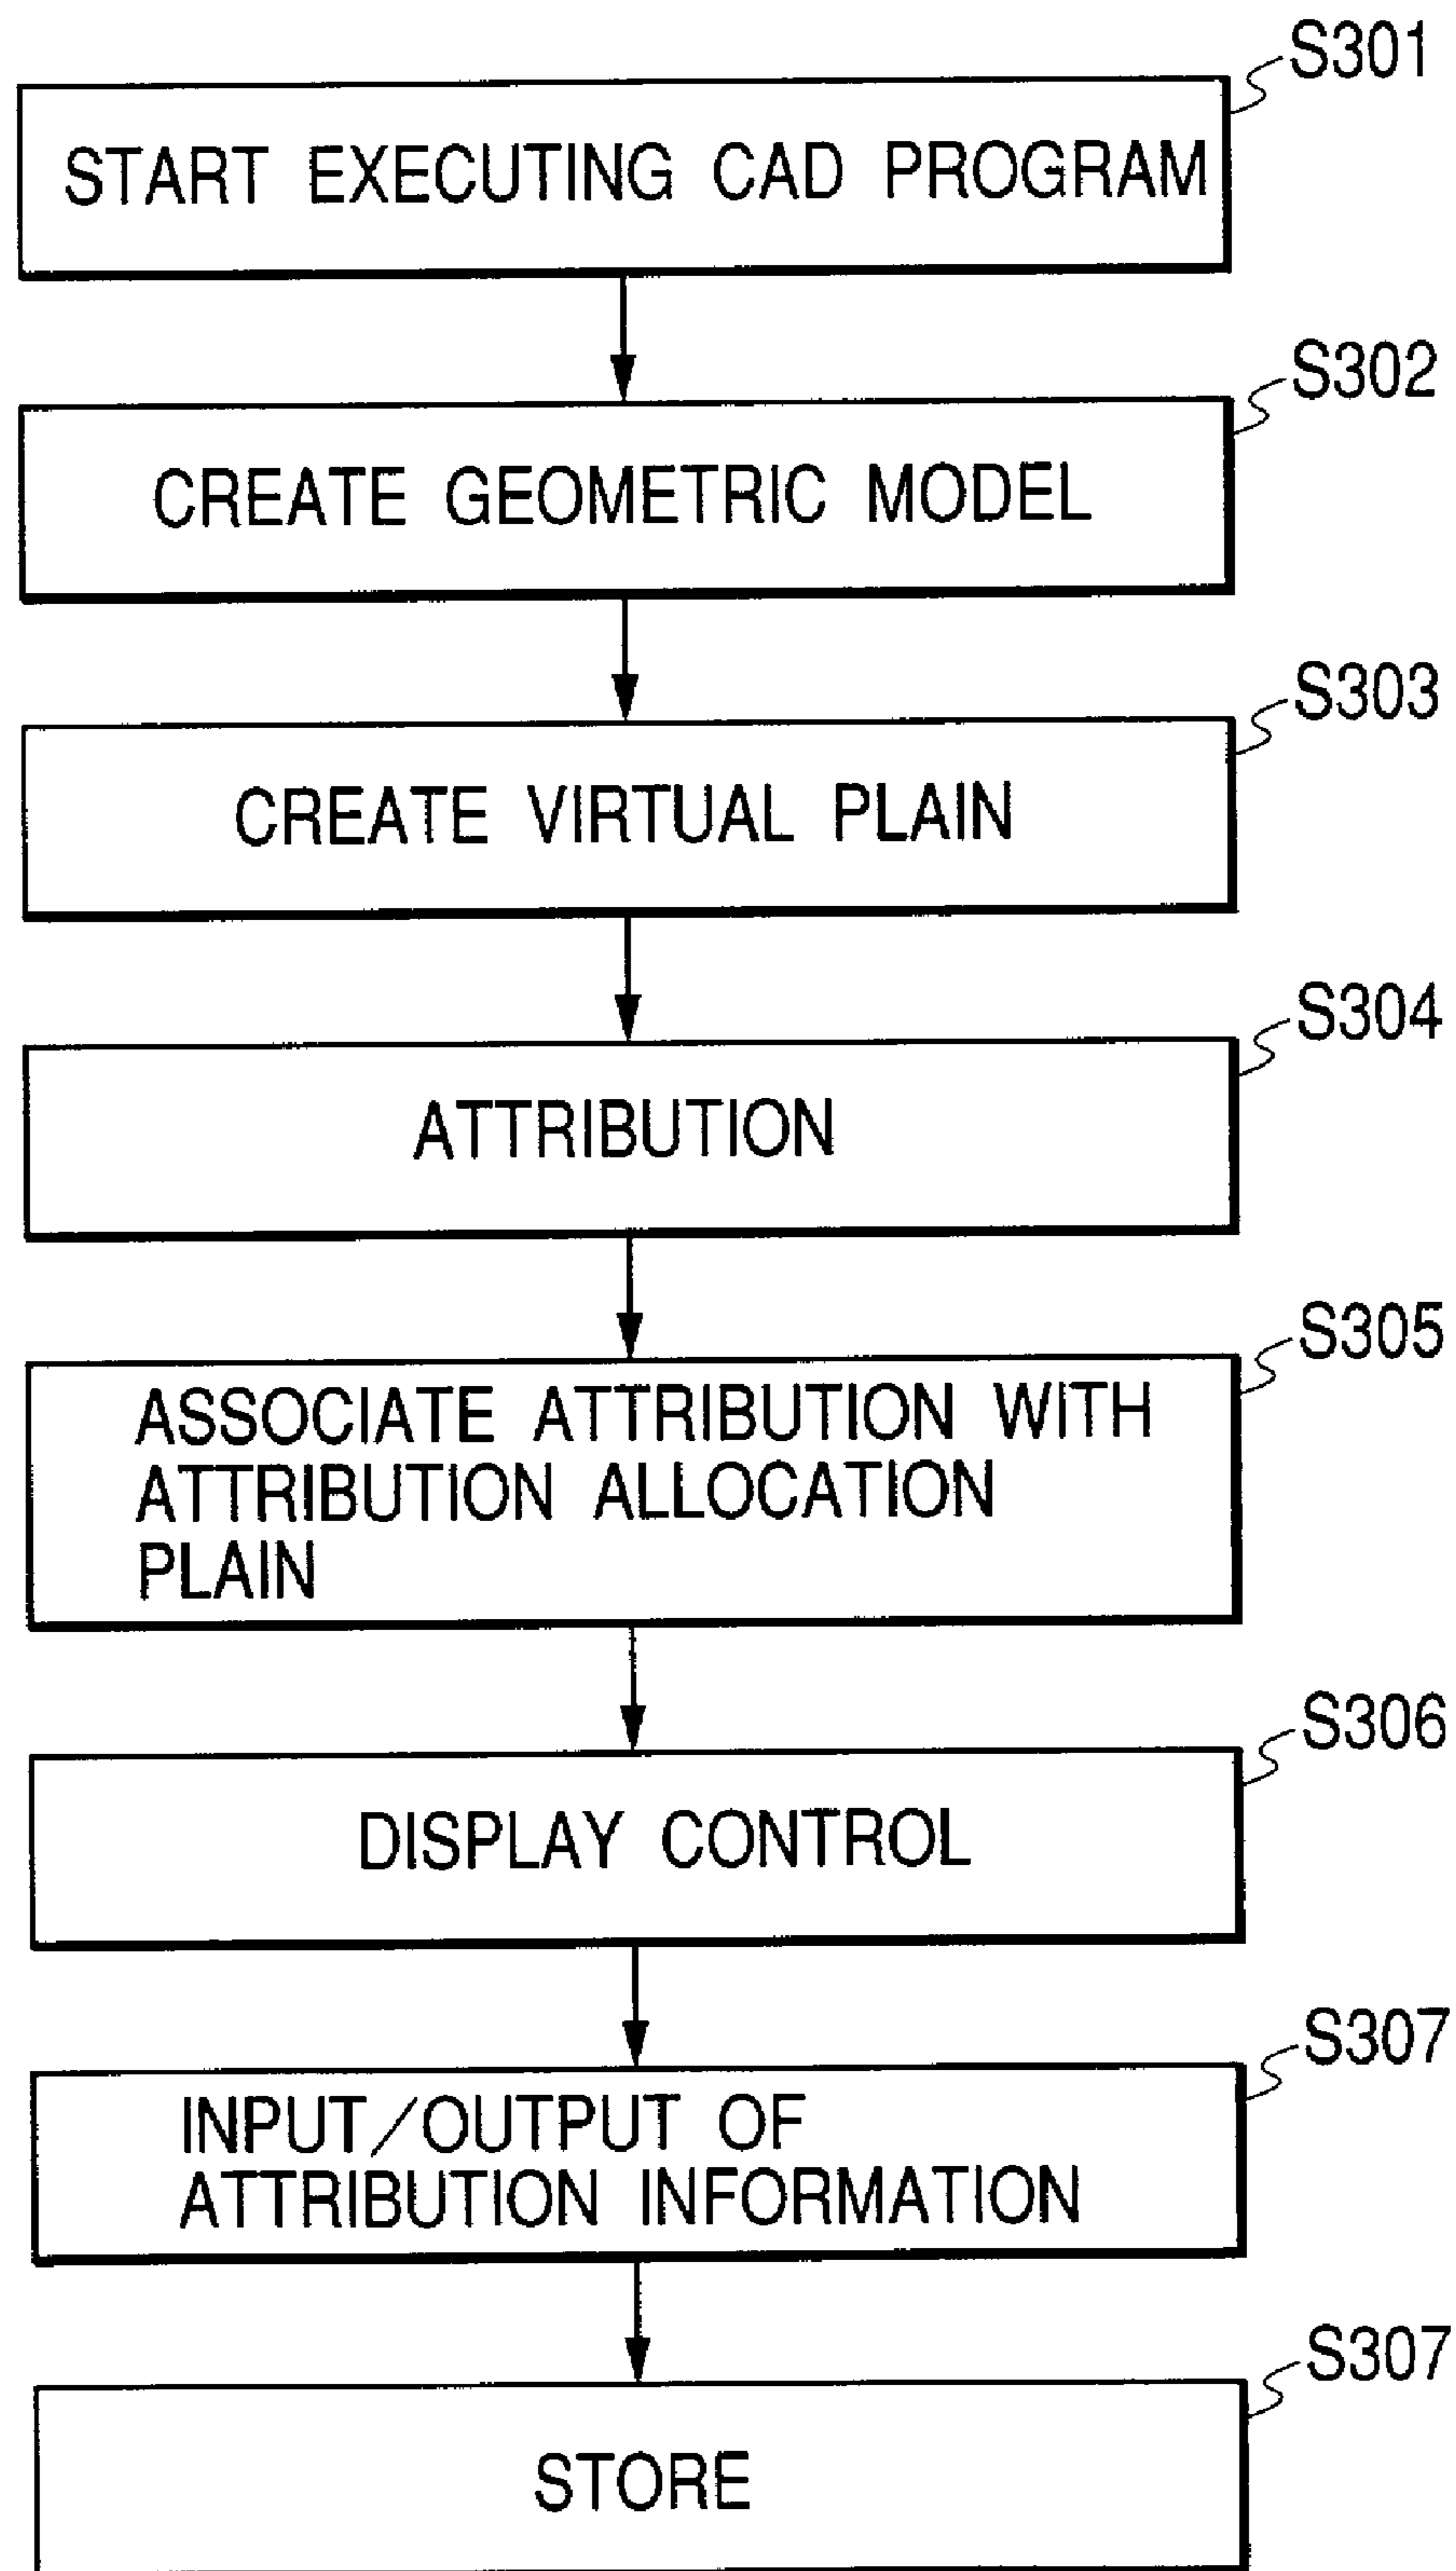 S301
START EXECUTING CAD PROGRAM
S302
CREATE GEOMETRIC MODEL
S303
CREATE VIRTUAL PLAIN
S304
ATTRIBUTION
S305
ASSOCIATE ATTRIBUTION WITH
ATTRIBUTION ALLOCATION
PLAIN
S306
DISPLAY CONTROL
S307
INPUT/OUTPUT OF
ATTRIBUTION INFORMATION
S307
STORE